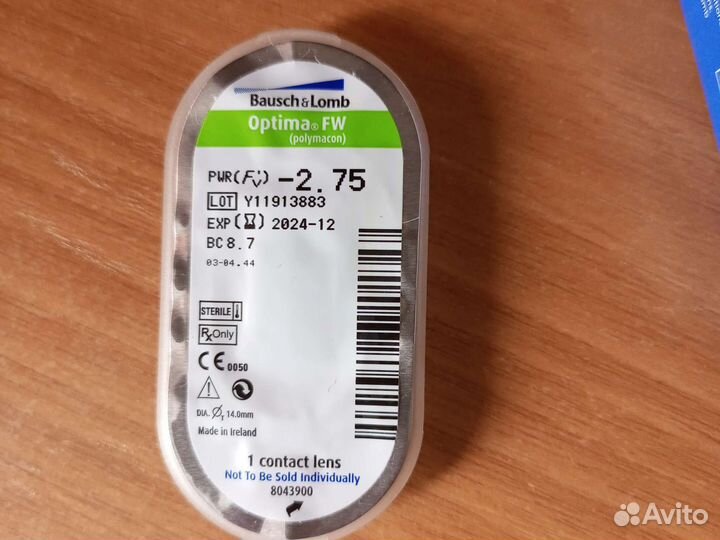 Bausch & Lomb
Optima® FW
(polymacon)
PWR(F'v) -2.75
LOT Y11913883
EXP 2024-12
BC 8.7
03-04.44
STERILE
Rx Only
CE 0050
DIA. ØT 14.0mm
Made in Ireland
1 contact lens
Not To Be Sold Individually
8043900
Avito